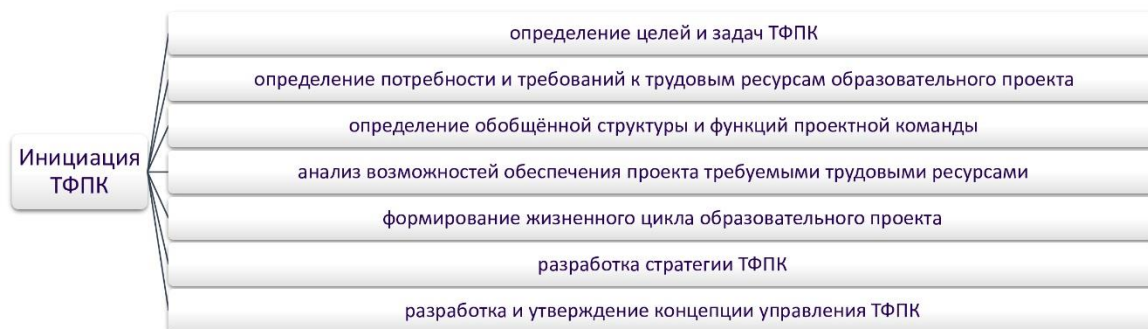 Инициация
ТФПК
определение целей и задач ТФПК
определение потребности и требований к трудовым ресурсам образовательного проекта
определение обобщённой структуры и функций проектной команды
анализ возможностей обеспечения проекта требуемыми трудовыми ресурсами
формирование жизненного цикла образовательного проекта
разработка стратегии ТФПК
разработка и утверждение концепции управления ТФПК